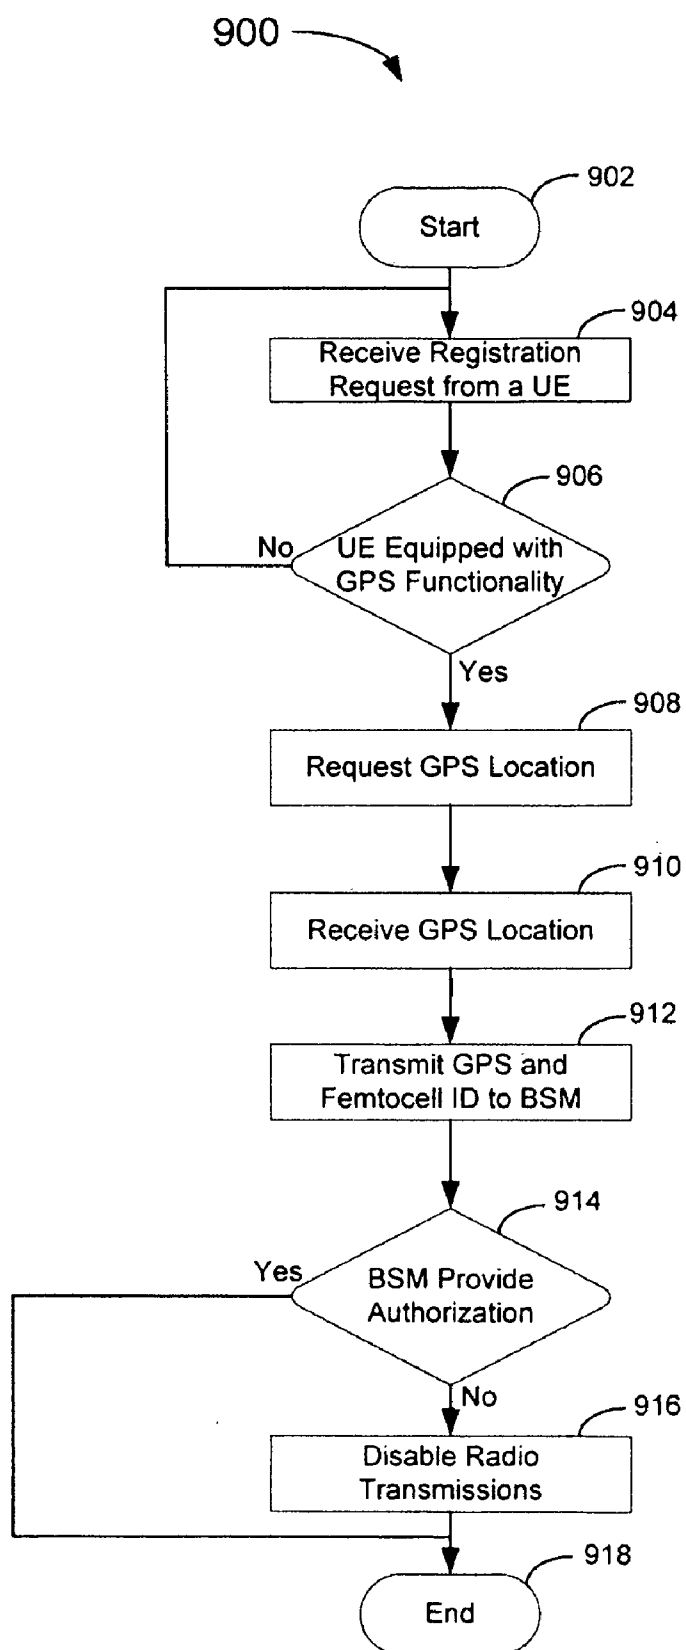 900
902
Start
904
Receive Registration
Request from a UE
906
No
UE Equipped with
GPS Functionality
Yes
908
Request GPS Location
910
Receive GPS Location
912
Transmit GPS and
Femtocell ID to BSM
914
Yes
BSM Provide
Authorization
No
916
Disable Radio
Transmissions
918
End